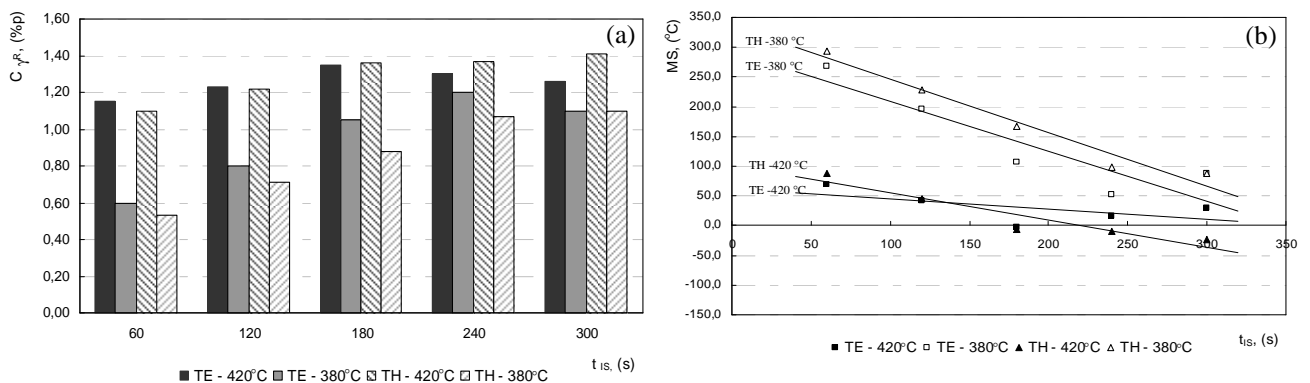 (a)
C γR, (%p)
1,60
1,40
1,20
1,00
0,80
0,60
0,40
0,20
0,00
60 120 180 240 300
t IS, (s)
TE - 420°C TE - 380°C TH - 420°C TH - 380°C
(b)
MS, (°C)
350,0
300,0
250,0
200,0
150,0
100,0
50,0
0,0
-50,0
-100,0
-150,0
TH -380 °C
TE -380 °C
TH -420 °C
TE -420 °C
0 50 100 150 200 250 300 350
tIS, (s)
TE - 420°C TE - 380°C TH - 420°C TH - 380°C